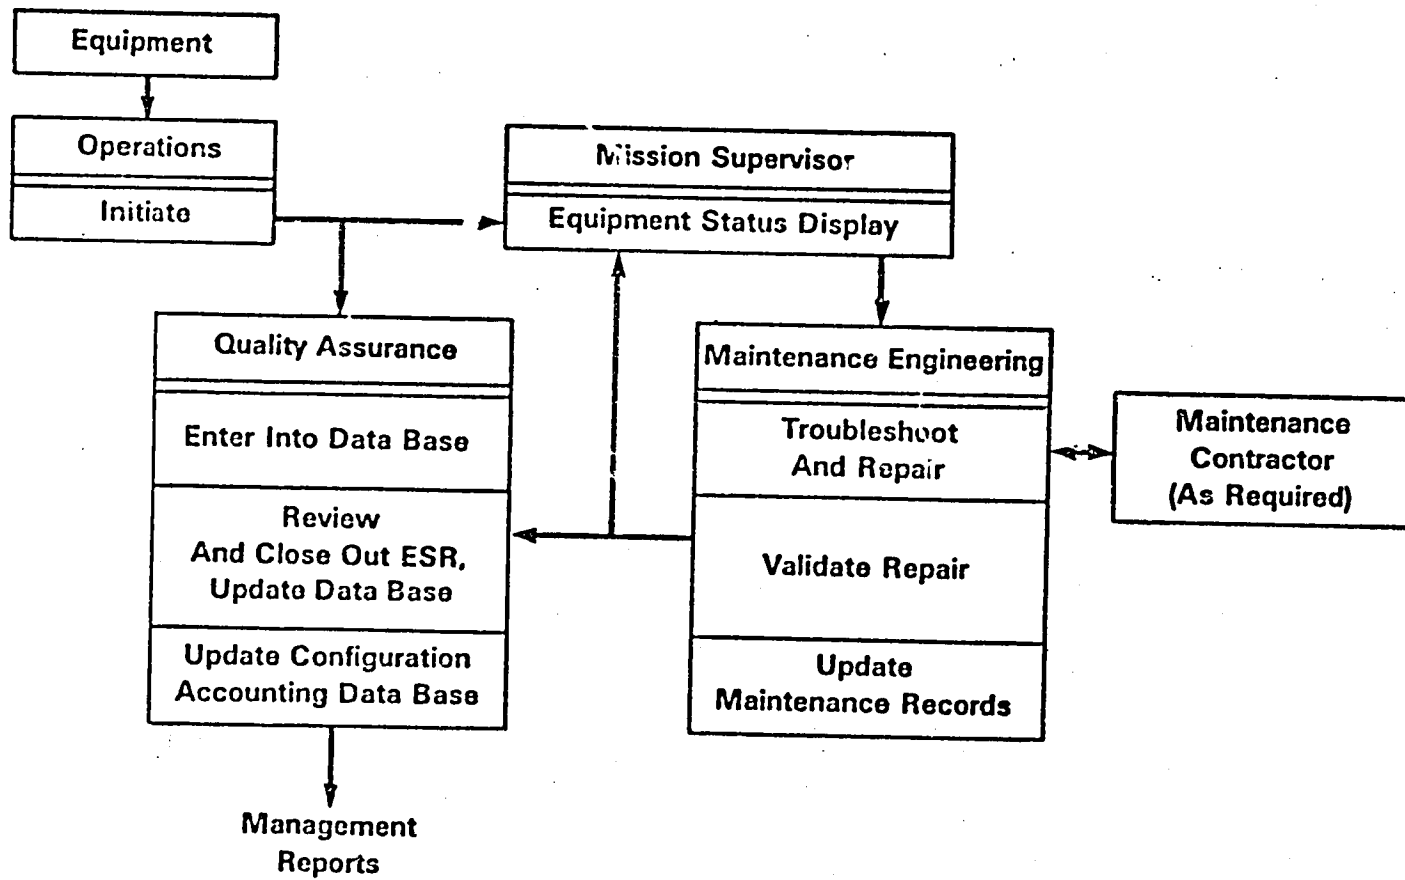 Equipment
Operations
Initiate
Mission Supervisor
Equipment Status Display
Quality Assurance
Enter Into Data Base
Review
And Close Out ESR,
Update Data Base
Update Configuration
Accounting Data Base
Management
Reports
Maintenance Engineering
Troubleshoot
And Repair
Validate Repair
Update
Maintenance Records
Maintenance
Contractor
(As Required)